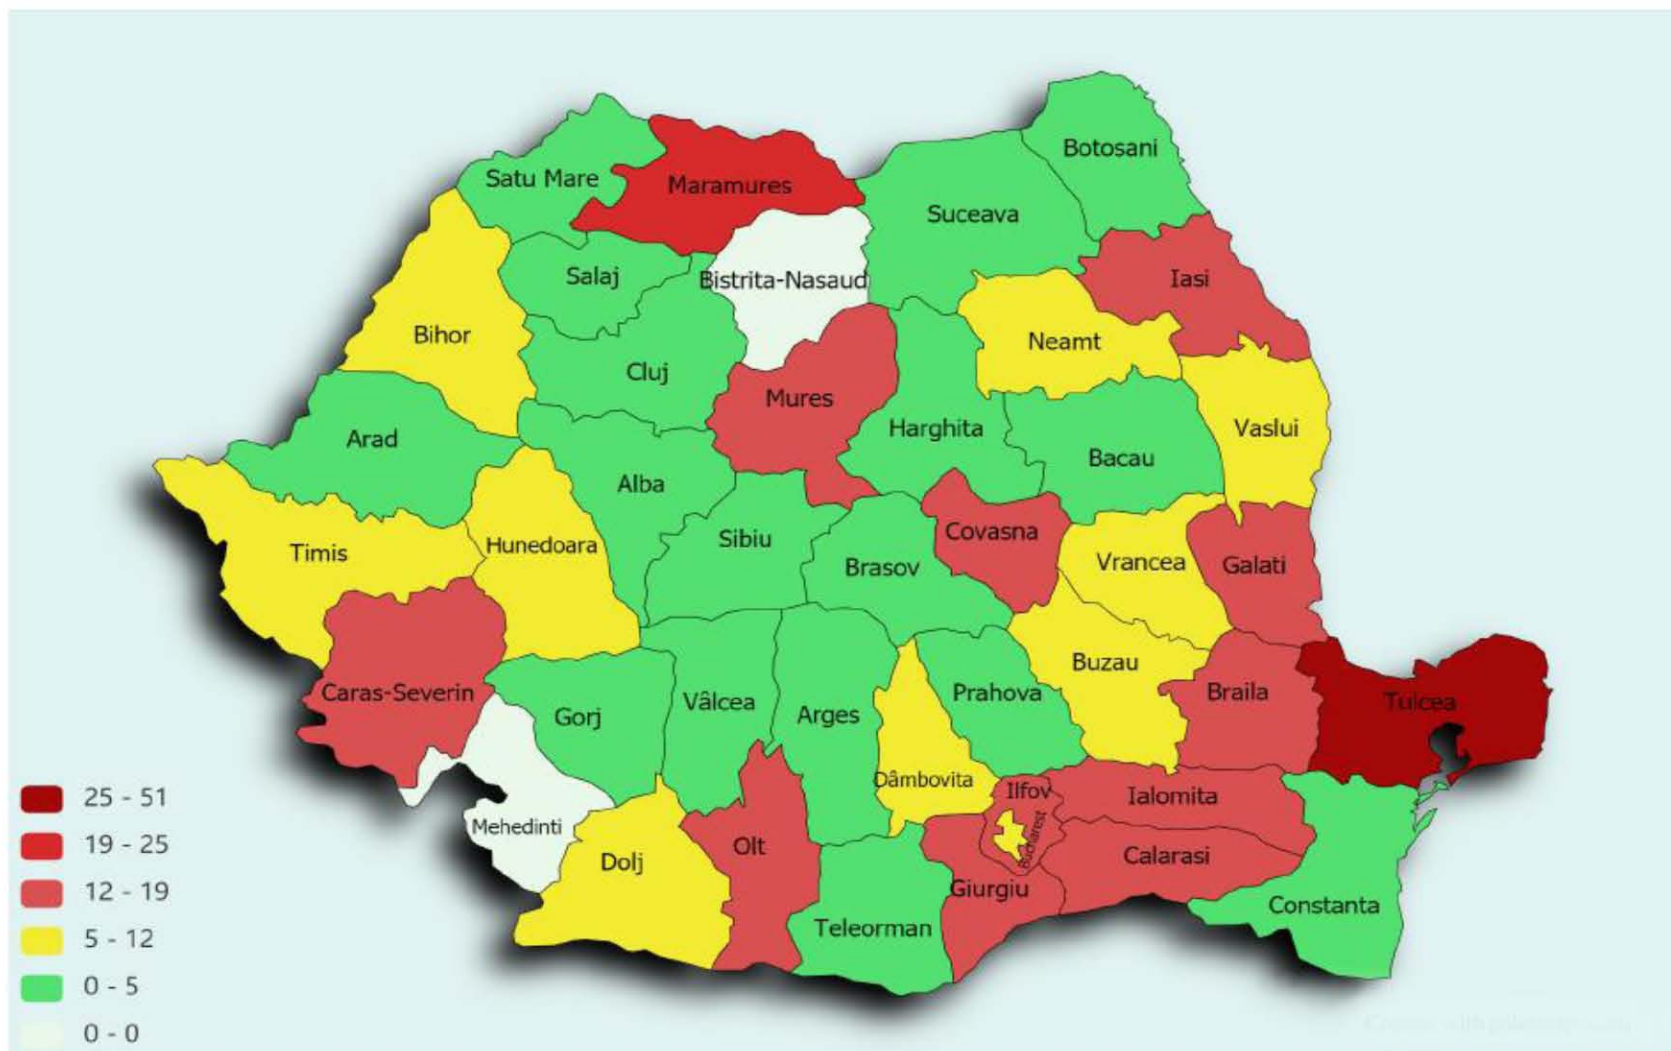 Botosani
Satu Mare
Maramures
Suceava
Salaj
Bistrita-Nasaud
Iasi
Bihor
Neamt
Cluj
Mures
Arad
Harghita
Vaslui
Bacau
Alba
Timis
Hunedoara
Sibiu
Brasov
Covasna
Vrancea
Galati
Caras-Severin
Gorj
Vâlcea
Arges
Prahova
Buzau
Braila
Tulcea
Dâmbovita
Ilfov
Ialomita
Mehedinti
Dolj
Olt
Bucharest
Calarasi
Giurgiu
Teleorman
Constanta
25 - 51
19 - 25
12 - 19
5 - 12
0 - 5
0 - 0